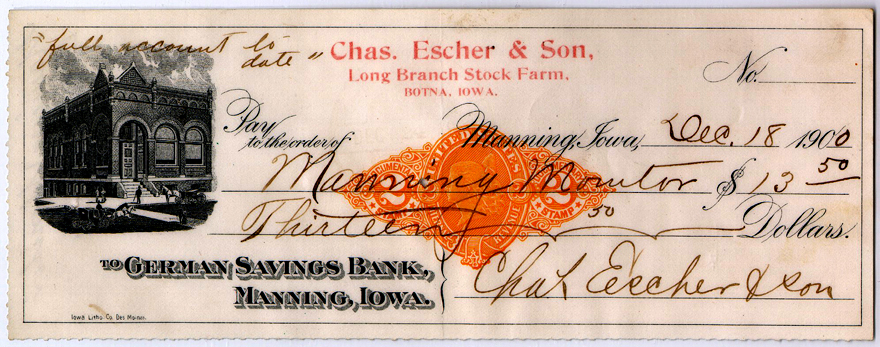 "full account to
date"
Chas. Escher & Son,
Long Branch Stock Farm.
BOTNA, IOWA.
No.
Pay
to the order of
Manning, Iowa, Dec. 18 1900
Manning Monitor $ 13 50
Thirteen 50 Dollars.
TO GERMAN SAVINGS BANK,
MANNING, IOWA.
Chas Escher & son
Iowa Litho. Co. Des Moines.